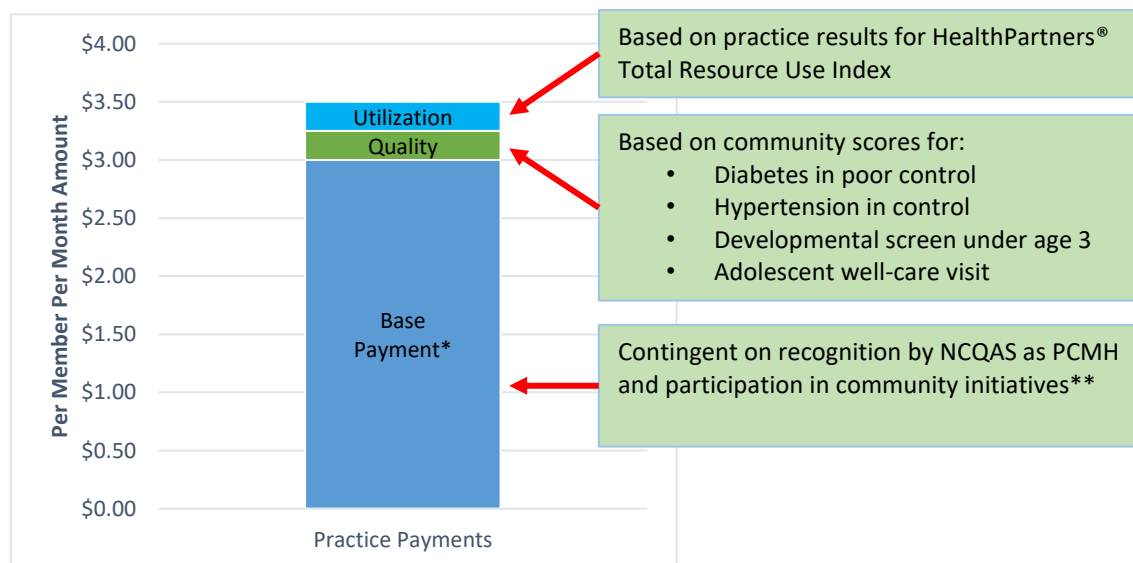 Per Member Per Month Amount
$4.00
$3.50
$3.00
$2.50
$2.00
$1.50
$1.00
$0.50
$0.00
Utilization
Quality
Base
Payment*
Practice Payments
Based on practice results for HealthPartners®
Total Resource Use Index
Based on community scores for:
• Diabetes in poor control
• Hypertension in control
• Developmental screen under age 3
• Adolescent well-care visit
Contingent on recognition by NCQAS as PCMH
and participation in community initiatives**